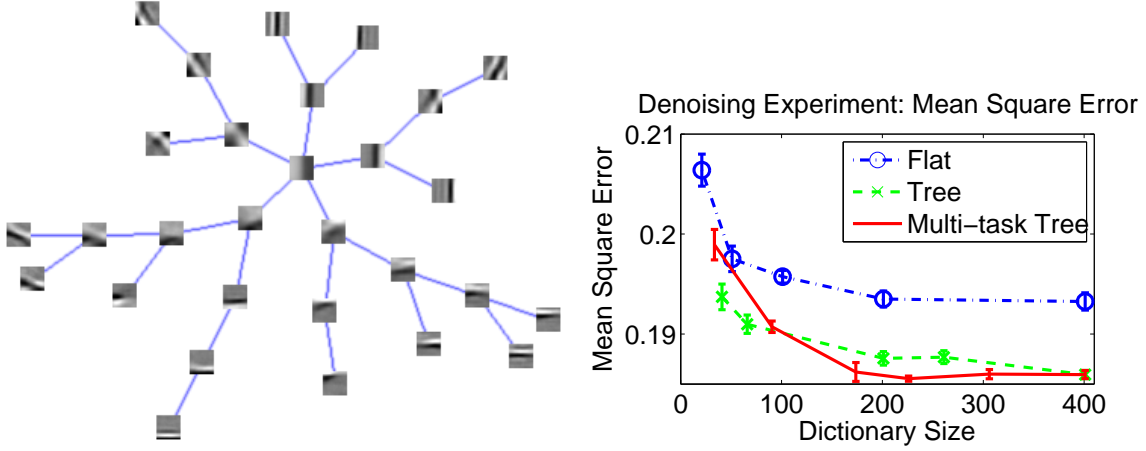 Denoising Experiment: Mean Square Error
0.21
0.2
0.19
Mean Square Error
Flat
Tree
Multi−task Tree
0 100 200 300 400
Dictionary Size